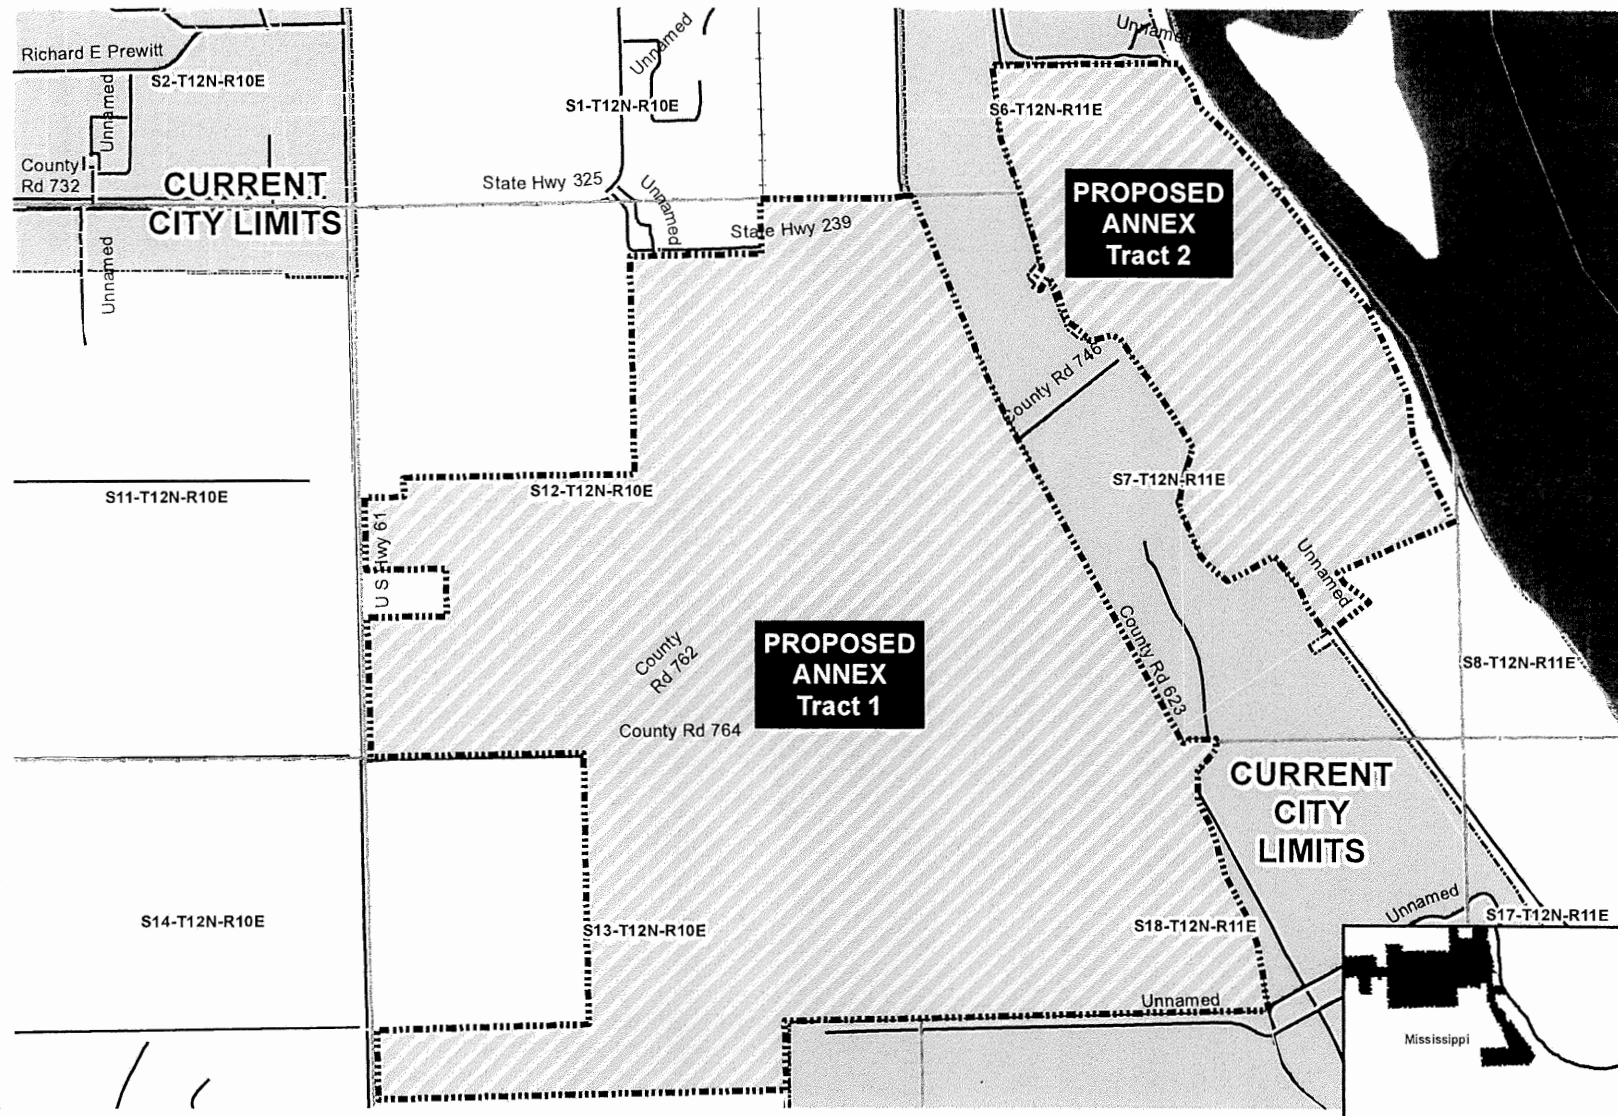 Unnamed
Unnamed
Richard E Prewitt
S2-T12N-R10E
Unnamed
S1-T12N-R10E
S6-T12N-R11E
County
Rd 732
CURRENT
CITY LIMITS
State Hwy 325
Unnamed
PROPOSED
ANNEX
Tract 2
State Hwy 239
Unnamed
County Rd 746
S11-T12N-R10E
S12-T12N-R10E
S7-T12N-R11E
U S Hwy 61
Unnamed
County
Rd 762
PROPOSED
ANNEX
Tract 1
County Rd 623
S8-T12N-R11E
County Rd 764
CURRENT
CITY
LIMITS
S14-T12N-R10E
S13-T12N-R10E
S18-T12N-R11E
Unnamed
S17-T12N-R11E
Unnamed
Mississippi